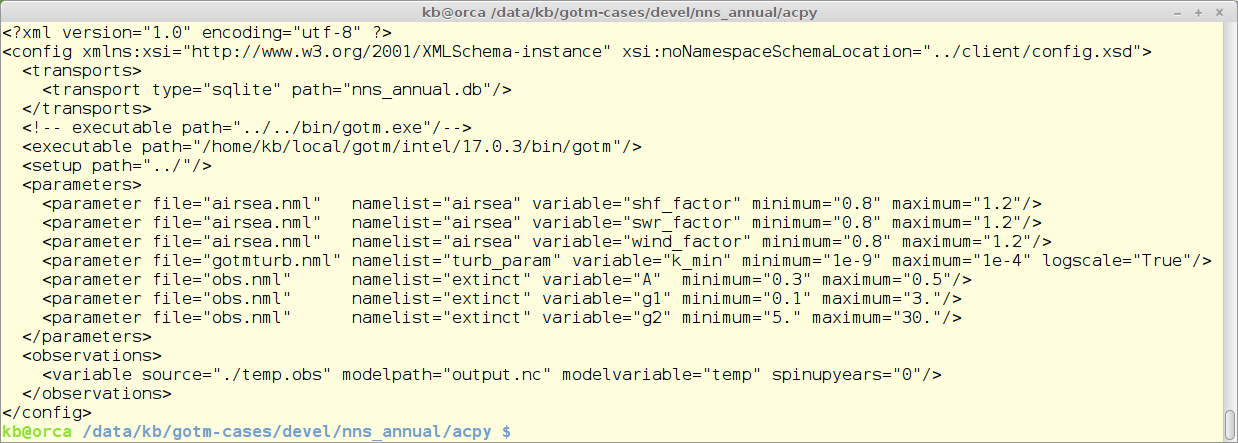 kb@orca /data/kb/gotm-cases/devel/nns_annual/acpy
<?xml version="1.0" encoding="utf-8" ?>
<config xmlns:xsi="http://www.w3.org/2001/XMLSchema-instance" xsi:noNamespaceSchemaLocation="../client/config.xsd">
  <transports>
    <transport type="sqlite" path="nns_annual.db"/>
  </transports>
  <!-- executable path="../../bin/gotm.exe"/-->
  <executable path="/home/kb/local/gotm/intel/17.0.3/bin/gotm"/>
  <setup path="../"/>
  <parameters>
    <parameter file="airsea.nml"   namelist="airsea" variable="shf_factor" minimum="0.8" maximum="1.2"/>
    <parameter file="airsea.nml"   namelist="airsea" variable="swr_factor" minimum="0.8" maximum="1.2"/>
    <parameter file="airsea.nml"   namelist="airsea" variable="wind_factor" minimum="0.8" maximum="1.2"/>
    <parameter file="gotmturb.nml" namelist="turb_param" variable="k_min" minimum="1e-9" maximum="1e-4" logscale="True"/>
    <parameter file="obs.nml"      namelist="extinct" variable="A"  minimum="0.3" maximum="0.5"/>
    <parameter file="obs.nml"      namelist="extinct" variable="g1" minimum="0.1" maximum="3."/>
    <parameter file="obs.nml"      namelist="extinct" variable="g2" minimum="5." maximum="30."/>
  </parameters>
  <observations>
    <variable source="./temp.obs" modelpath="output.nc" modelvariable="temp" spinupyears="0"/>
  </observations>
</config>
kb@orca /data/kb/gotm-cases/devel/nns_annual/acpy $